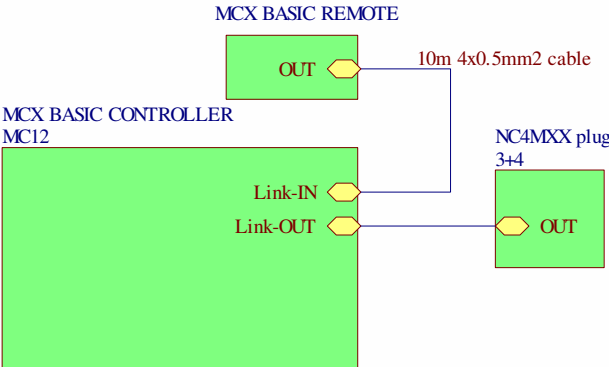 MCX BASIC REMOTE
OUT
10m 4x0.5mm2 cable
MCX BASIC CONTROLLER
MC12
NC4MXX plug
3+4
Link-IN
Link-OUT
OUT